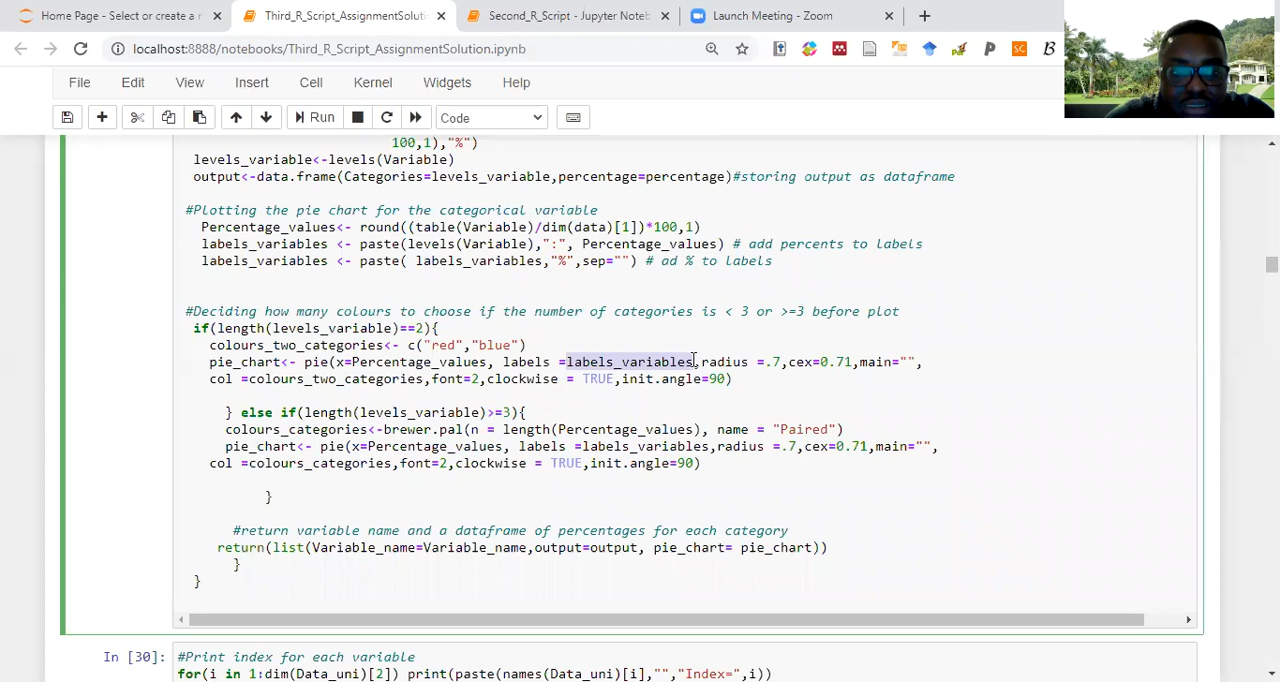 Home Page - Select or create a r
Third_R_Script_AssignmentSolutio
Second_R_Script - Jupyter Noteb
Launch Meeting - Zoom
localhost:8888/notebooks/Third_R_Script_AssignmentSolution.ipynb
SC
File Edit View Insert Cell Kernel Widgets Help
Run
Code
100,1),"%")
levels_variable<-levels(Variable)
output<-data.frame(Categories=levels_variable,percentage=percentage)#storing output as dataframe
#Plotting the pie chart for the categorical variable
Percentage_values<- round((table(Variable)/dim(data)[1])*100,1)
labels_variables <- paste(levels(Variable),":", Percentage_values) # add percents to labels
labels_variables <- paste( labels_variables,"%",sep="") # ad % to labels
#Deciding how many colours to choose if the number of categories is < 3 or >=3 before plot
if(length(levels_variable)==2){
colours_two_categories<- c("red","blue")
pie_chart<- pie(x=Percentage_values, labels =labels_variables,radius =.7,cex=0.71,main="",
col =colours_two_categories,font=2,clockwise = TRUE,init.angle=90)
} else if(length(levels_variable)>=3){
colours_categories<-brewer.pal(n = length(Percentage_values), name = "Paired")
pie_chart<- pie(x=Percentage_values, labels =labels_variables,radius =.7,cex=0.71,main="",
col =colours_categories,font=2,clockwise = TRUE,init.angle=90)
}
#return variable name and a dataframe of percentages for each category
return(list(Variable_name=Variable_name,output=output, pie_chart= pie_chart))
}
}
In [30]: #Print index for each variable
for(i in 1:dim(Data_uni)[2]) print(paste(names(Data_uni)[i],"","Index=",i))